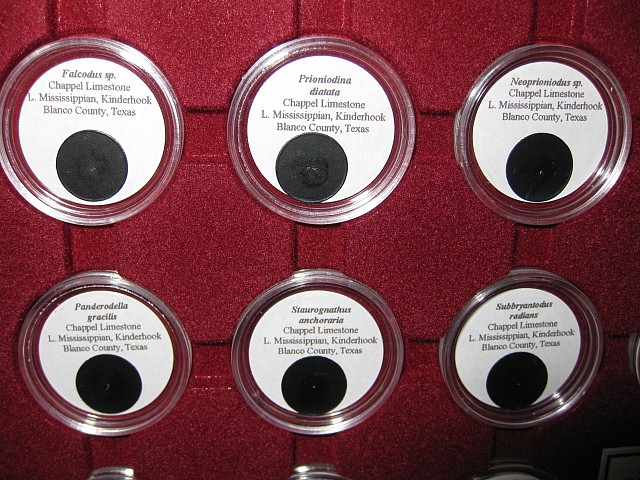 Falcodus sp.
Chappel Limestone
L. Mississippian, Kinderhook
Blanco County, Texas
Prioniodina
diatata
Chappel Limestone
L. Mississippian, Kinderhook
Blanco County, Texas
Neoprioniodus sp.
Chappel Limestone
L. Mississippian, Kinderhook
Blanco County, Texas
Panderodella
gracilis
Chappel Limestone
L. Mississippian, Kinderhook
Blanco County, Texas
Staurognathus
anchoraria
Chappel Limestone
L. Mississippian, Kinderhook
Blanco County, Texas
Subbryantodus
radians
Chappel Limestone
L. Mississippian, Kinderhook
Blanco County, Texas